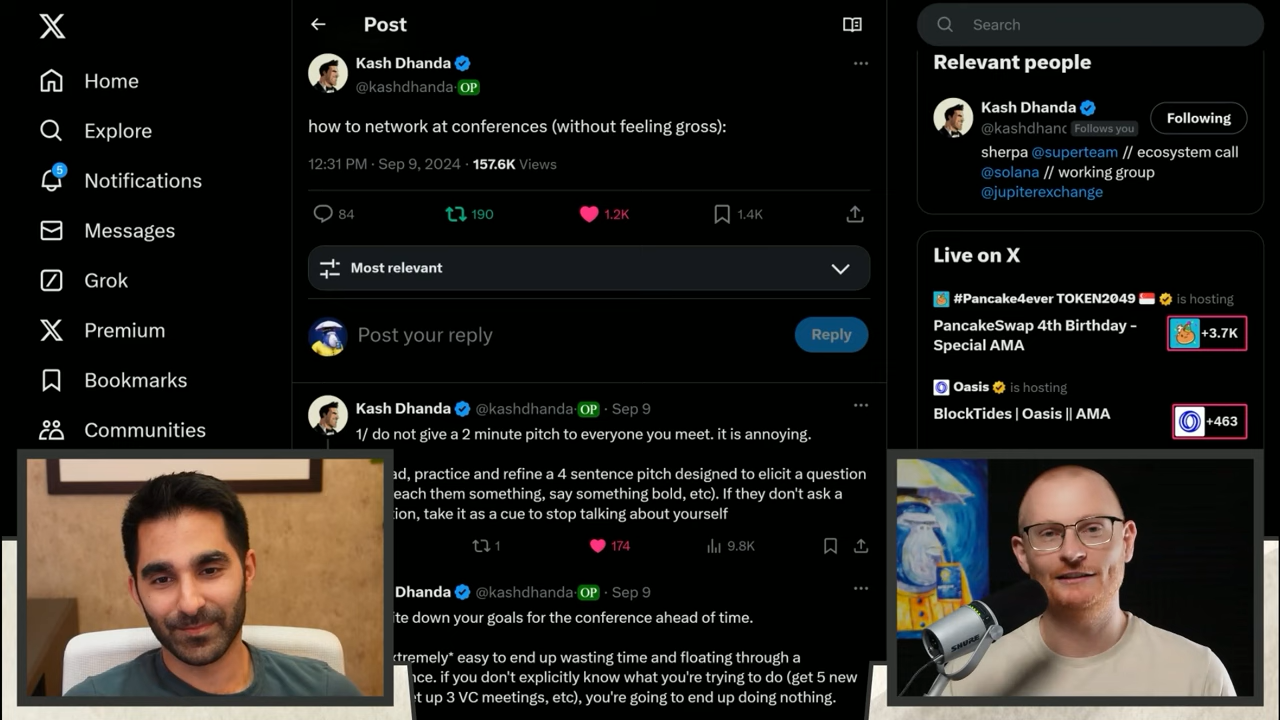 Home
Explore
5
Notifications
Messages
Grok
Premium
Bookmarks
Communities
Post
Kash Dhanda
@kashdhanda· OP
how to network at conferences (without feeling gross):
12:31 PM · Sep 9, 2024 · 157.6K Views
84 190 1.2K 1.4K
Most relevant
Post your reply Reply
Kash Dhanda @kashdhanda· OP · Sep 9
1/ do not give a 2 minute pitch to everyone you meet. it is annoying.
ad, practice and refine a 4 sentence pitch designed to elicit a question
each them something, say something bold, etc). If they don't ask a
ion, take it as a cue to stop talking about yourself
1 174 9.8K
Dhanda @kashdhanda· OP · Sep 9
ite down your goals for the conference ahead of time.
xtremely* easy to end up wasting time and floating through a
nce. if you don't explicitly know what you're trying to do (get 5 new
t up 3 VC meetings, etc), you're going to end up doing nothing.
Search
Relevant people
Kash Dhanda
@kashdhanc Follows you
Following
sherpa @superteam // ecosystem call
@solana // working group
@jupiterexchange
Live on X
#Pancake4ever TOKEN2049 is hosting
PancakeSwap 4th Birthday -
Special AMA
+3.7K
Oasis is hosting
BlockTides | Oasis || AMA
+463
SHURE